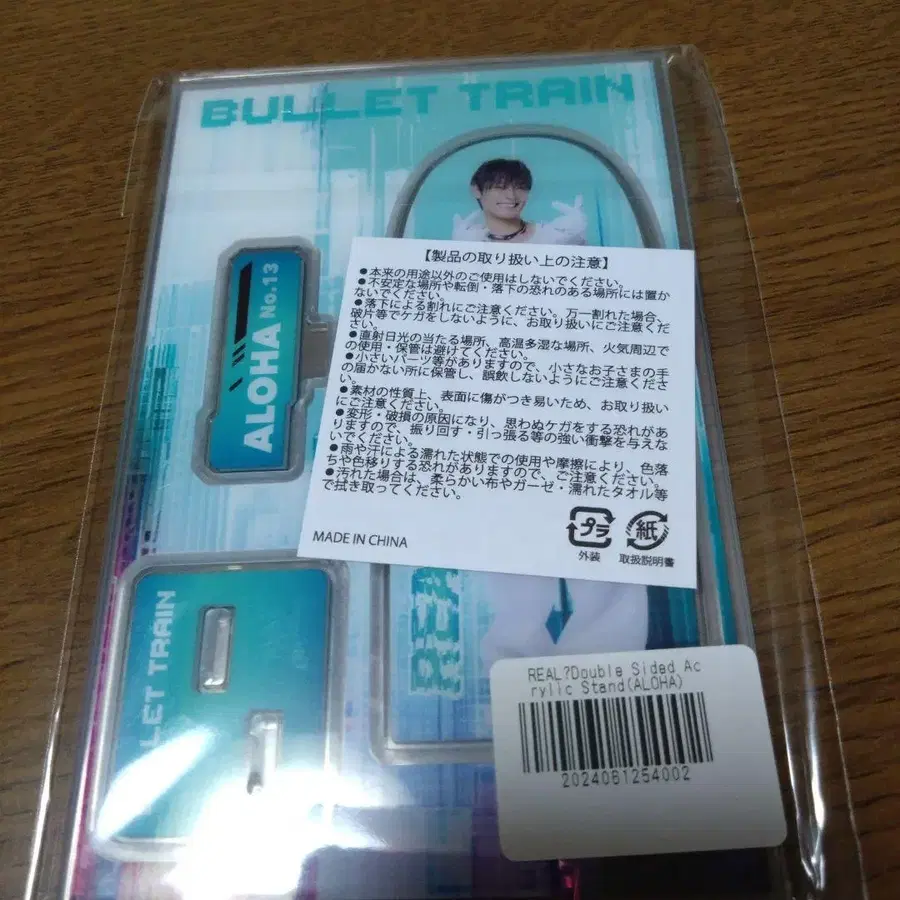 BULLET TRAIN
ALOHA No.13
【製品の取り扱い上の注意】
●本来の用途以外のご使用はしないでください。
●不安定な場所や転倒・落下の恐れのある場所には置か
ないでください。
●落下による割れにご注意ください。万一割れた場合、
破片等でケガをしないように、お取り扱いにご注意くだ
さい。
●直射日光の当たる場所、高温多湿な場所、火気周辺で
の使用・保管は避けてください。
●小さいパーツ等がありますので、小さなお子さまの手
の届かない所に保管し、誤飲しないようにご注意くださ
い。
●素材の性質上、表面に傷がつき易いため、お取り扱い
にご注意ください。
●変形・破損の原因になり、思わぬケガをする恐れがあ
りますので、振り回す・引っ張る等の強い衝撃を与えな
いでください。
●雨や汗による濡れた状態での使用や摩擦により、色落
ちや色移りする恐れがありますので、ご注意ください。
●汚れた場合は、柔らかい布やガーゼ・濡れたタオル等
で拭き取ってください。
MADE IN CHINA
プラ
外装
紙
取扱説明書
LET TRAIN
REAL?Double Sided Ac
rylic Stand(ALOHA)
2024061254002